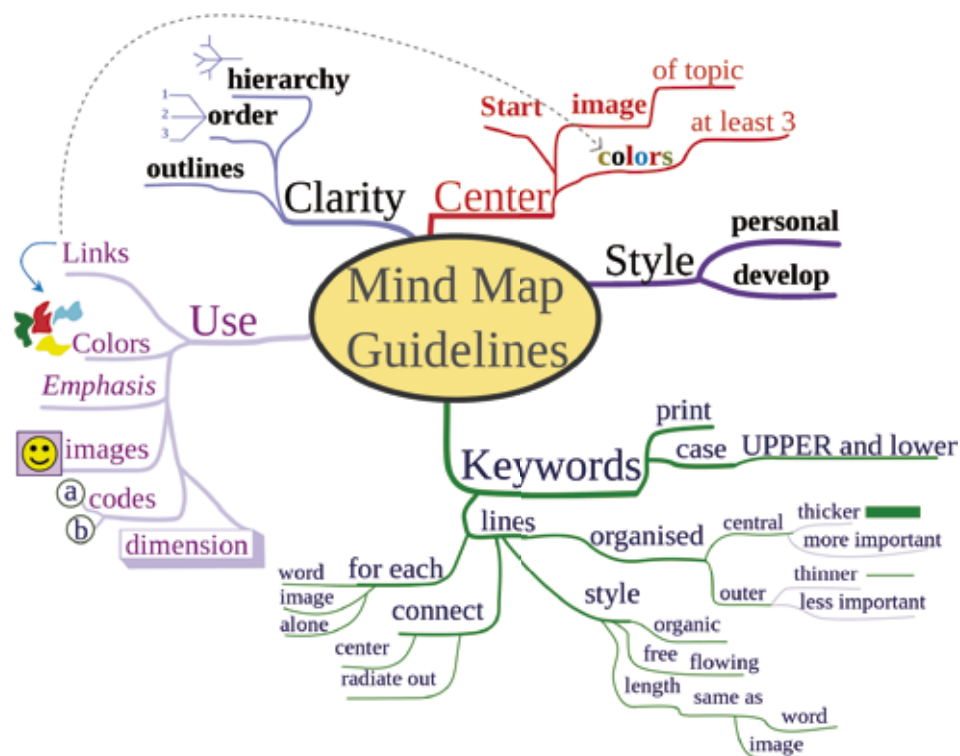 Mind Map
Guidelines
Center
Start
image
of topic
colors
at least 3
Style
personal
develop
Keywords
print
case
UPPER and lower
lines
organised
central
thicker
more important
outer
thinner
less important
style
organic
free
flowing
length
same as
word
image
connect
center
radiate out
for each
word
image
alone
Use
Links
Colors
Emphasis
images
codes
a
b
dimension
Clarity
hierarchy
order
1
2
3
outlines